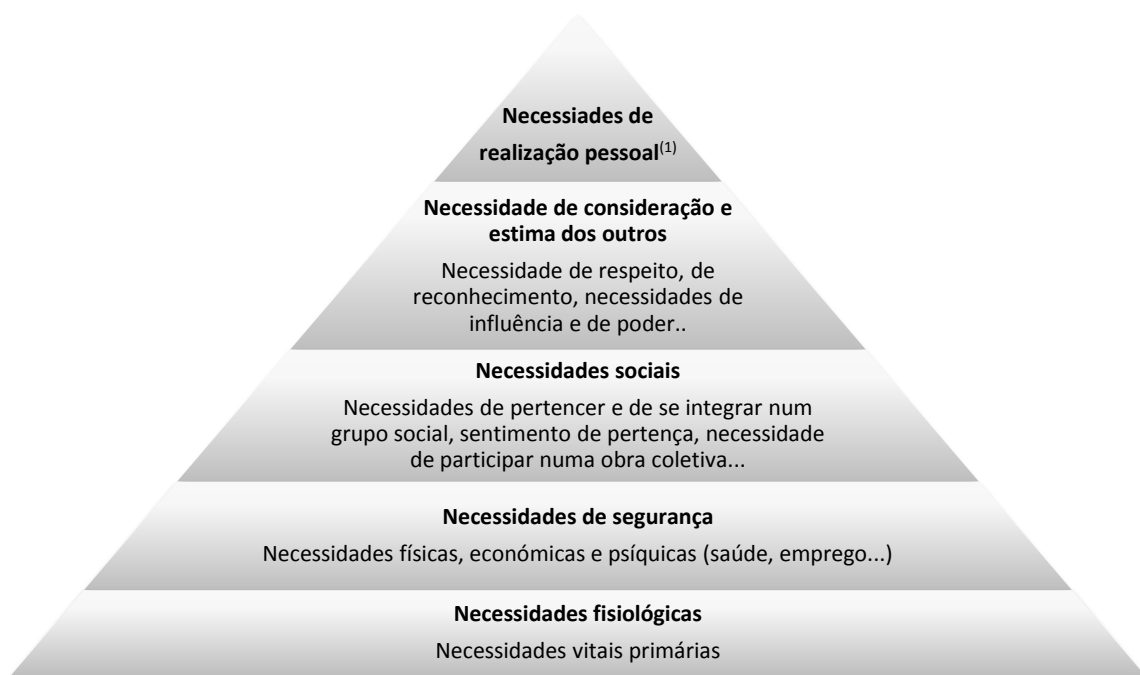 Necessiades de
realização pessoal(1)
Necessidade de consideração e
estima dos outros
Necessidade de respeito, de
reconhecimento, necessidades de
influência e de poder..
Necessidades sociais
Necessidades de pertencer e de se integrar num
grupo social, sentimento de pertença, necessidade
de participar numa obra coletiva...
Necessidades de segurança
Necessidades físicas, económicas e psíquicas (saúde, emprego...)
Necessidades fisiológicas
Necessidades vitais primárias